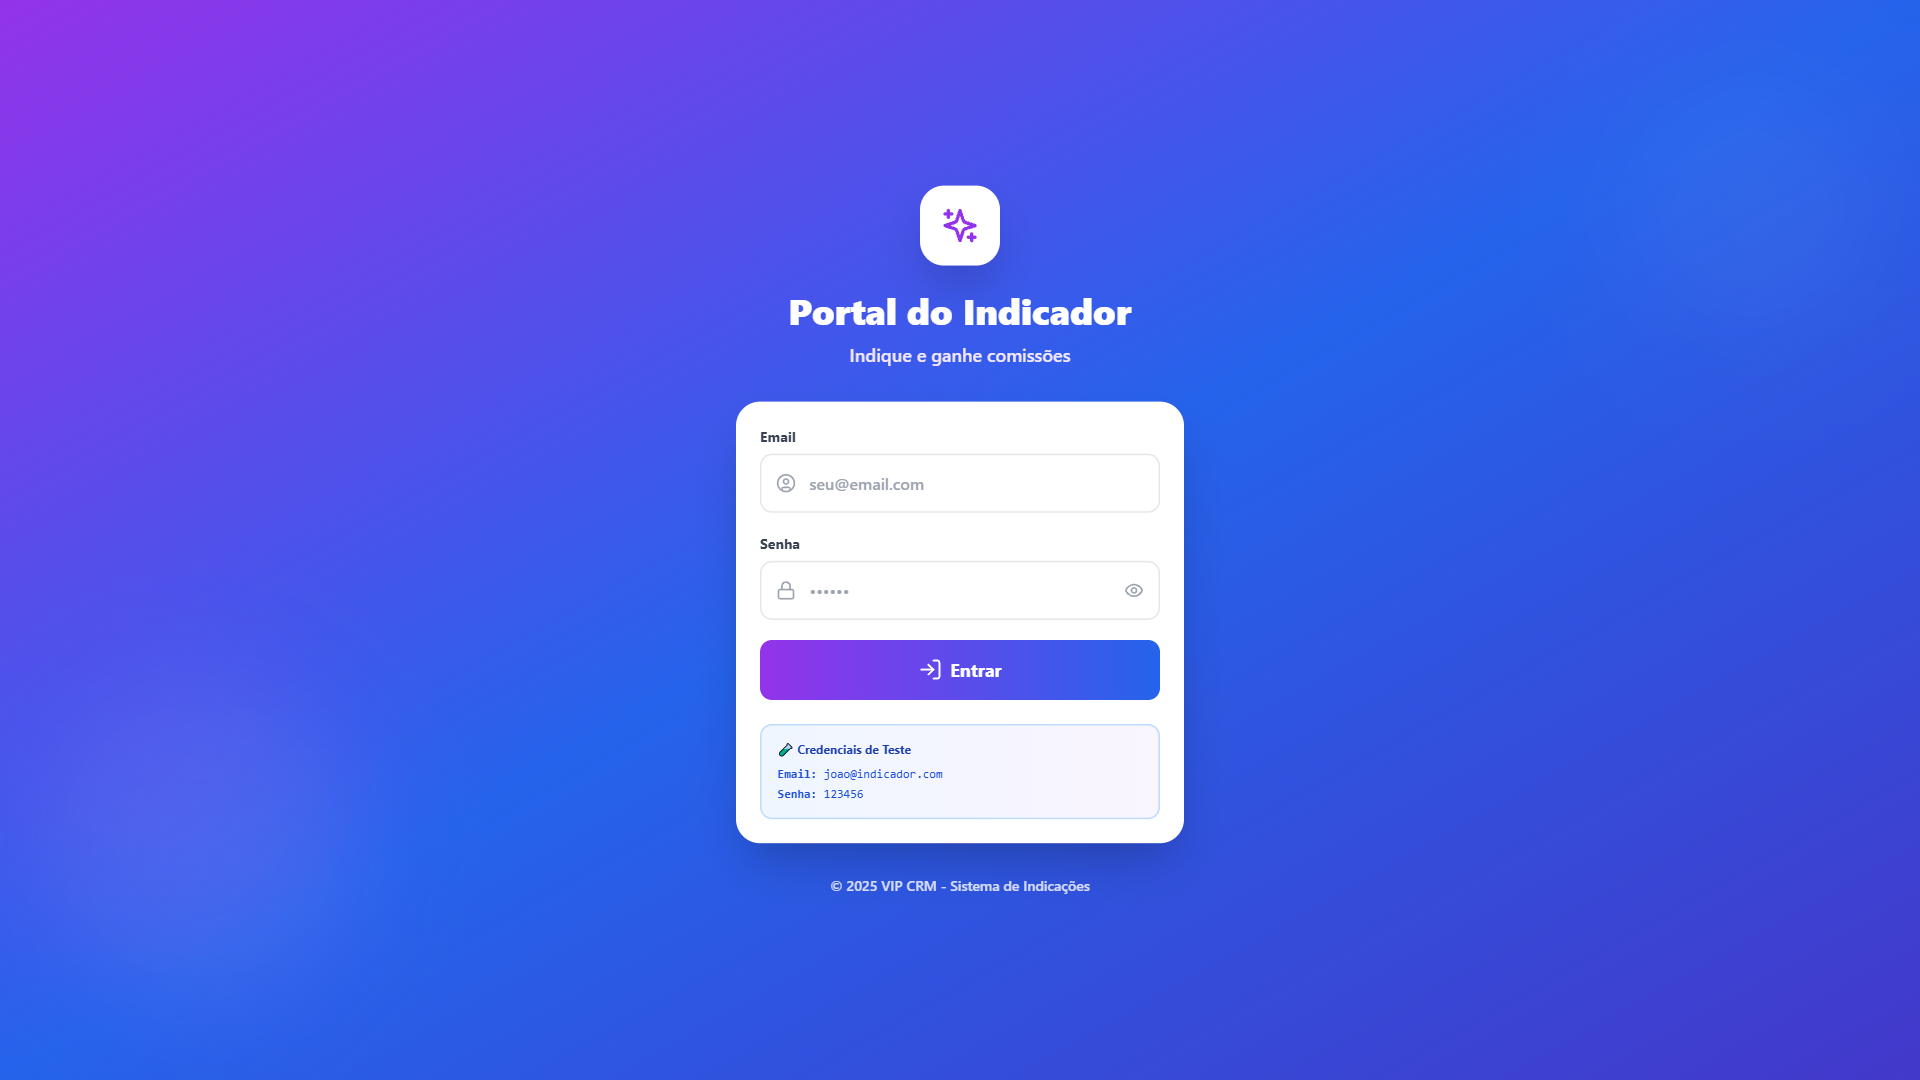 Portal do Indicador
Indique e ganhe comissões
Email
seu@email.com
Senha
••••••
Entrar
🧪 Credenciais de Teste
Email: joao@indicador.com
Senha: 123456
© 2025 VIP CRM - Sistema de Indicações